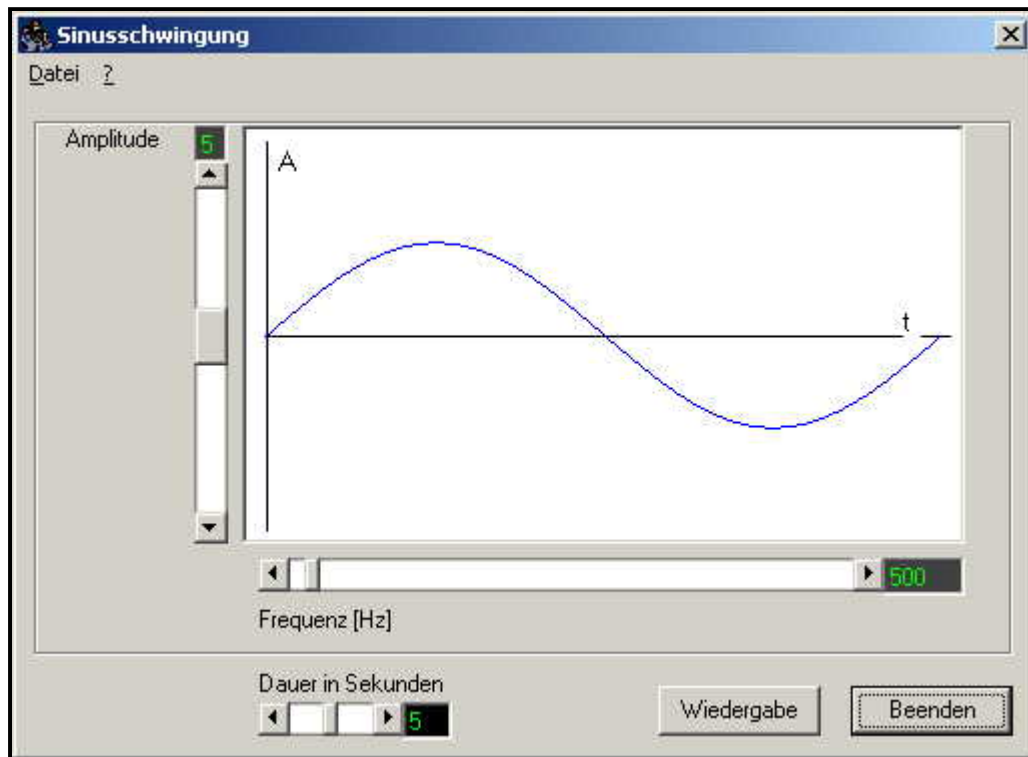 Sinusschwingung
Datei ?
Amplitude 5
A
t
500
Frequenz [Hz]
Dauer in Sekunden
5
Wiedergabe Beenden